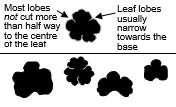 Most lobes
not cut more
than half way
to the centre
of the leaf
Leaf lobes
usually
narrow
towards the
base